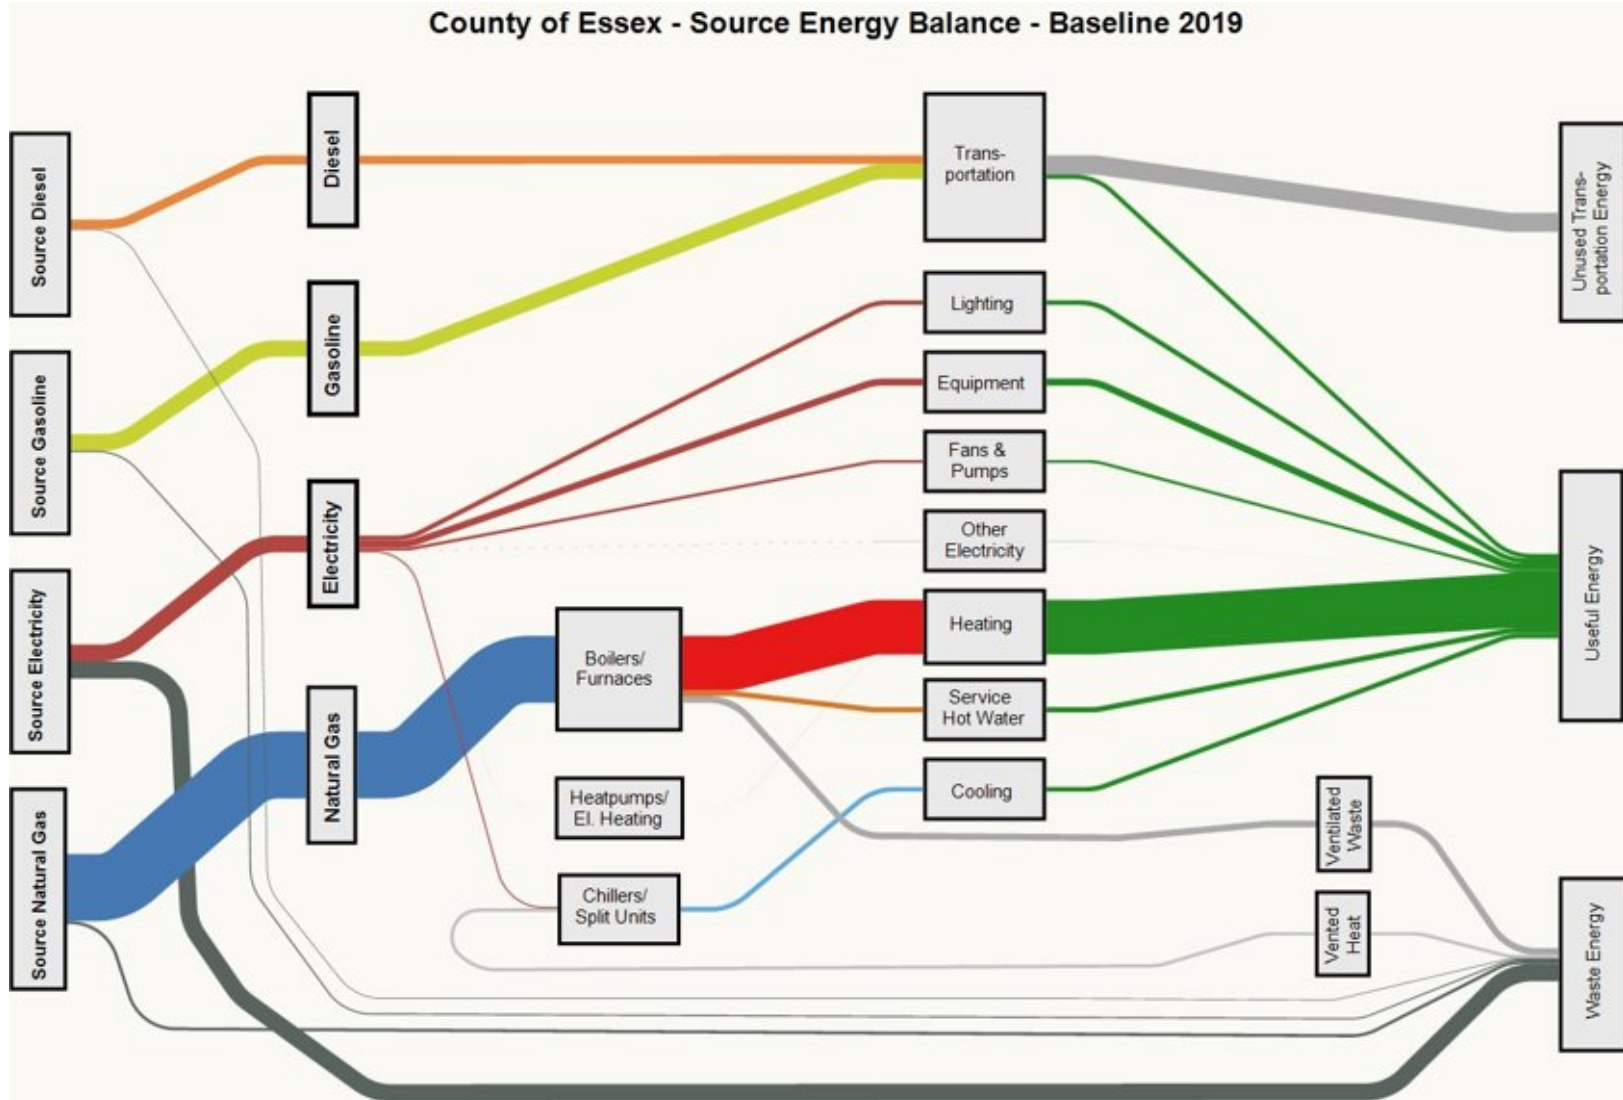 County of Essex - Source Energy Balance - Baseline 2019
Source Diesel
Source Gasoline
Source Electricity
Source Natural Gas
Diesel
Gasoline
Electricity
Natural Gas
Boilers/
Furnaces
Heatpumps/
El. Heating
Chillers/
Split Units
Trans-
portation
Lighting
Equipment
Fans &
Pumps
Other
Electricity
Heating
Service
Hot Water
Cooling
Ventilated
Waste
Vented
Heat
Unused Trans-
portation Energy
Useful Energy
Waste Energy